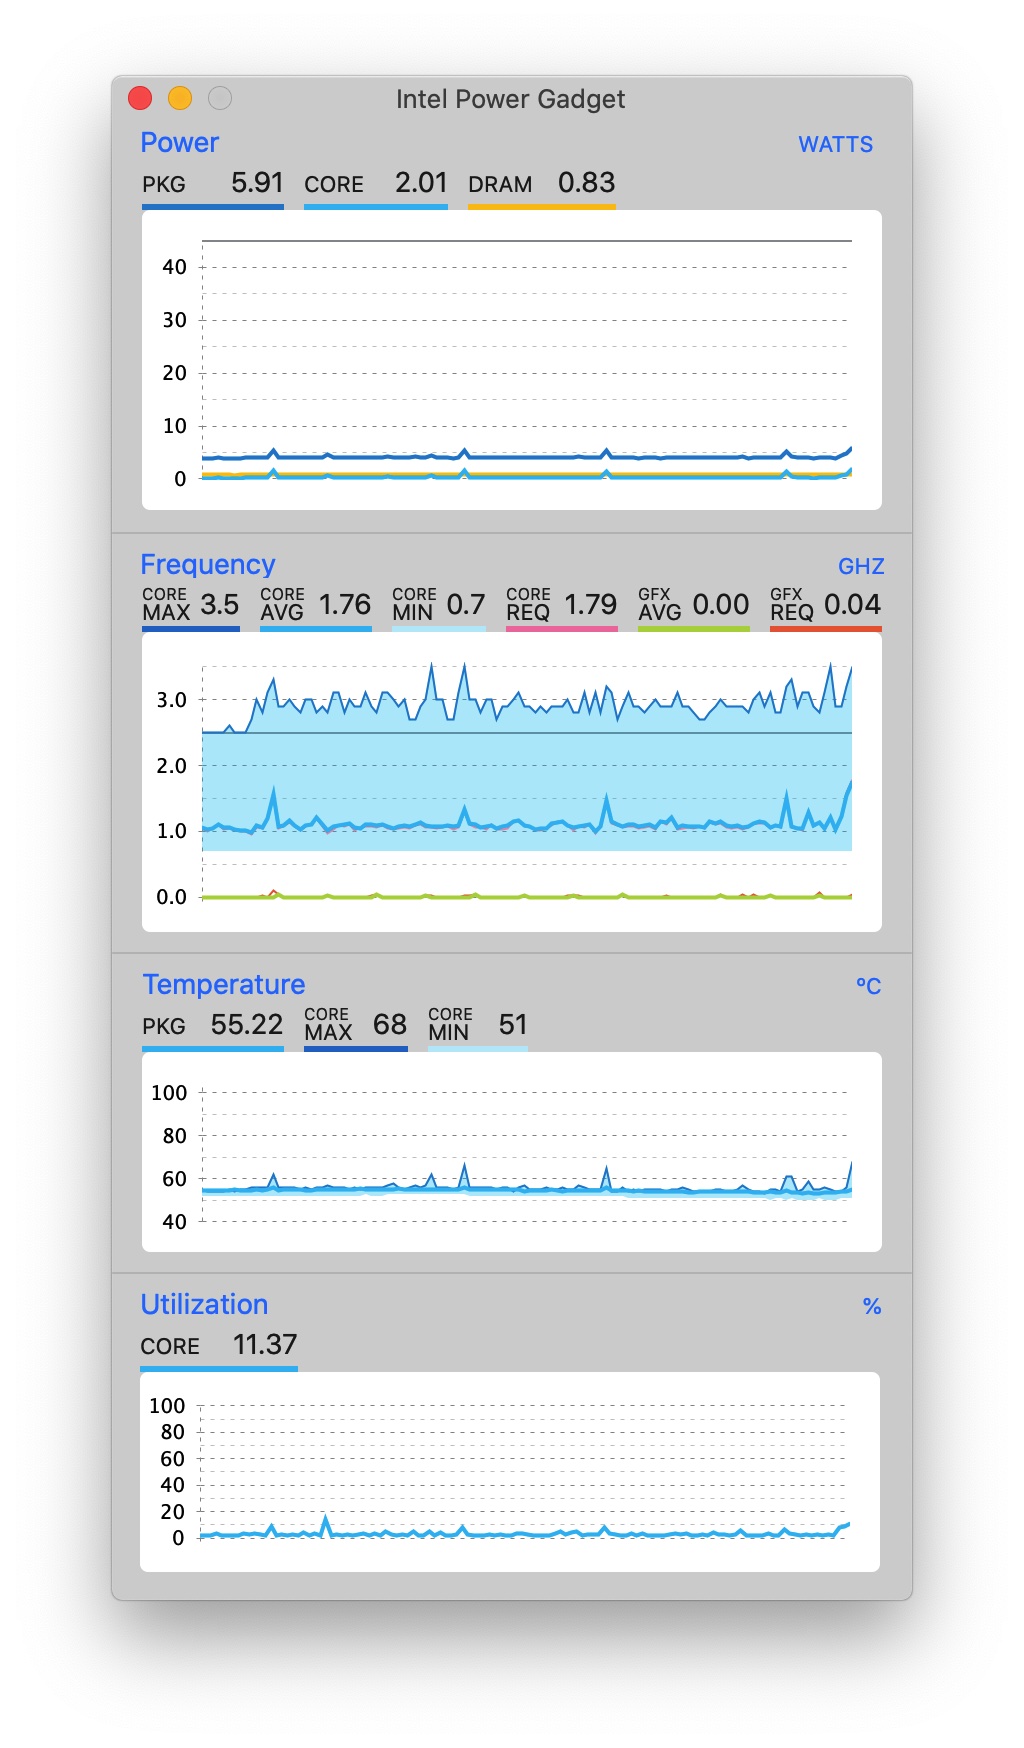 Intel Power Gadget
Power WATTS
PKG 5.91 CORE 2.01 DRAM 0.83
40
30
20
10
0
Frequency GHZ
CORE MAX 3.5 CORE AVG 1.76 CORE MIN 0.7 CORE REQ 1.79 GFX AVG 0.00 GFX REQ 0.04
3.0
2.0
1.0
0.0
Temperature ºC
PKG 55.22 CORE MAX 68 CORE MIN 51
100
80
60
40
Utilization %
CORE 11.37
100
80
60
40
20
0